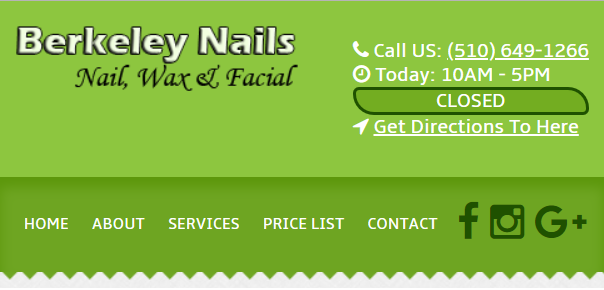 Berkeley Nails
Nail, Wax & Facial
Call US: (510) 649-1266
Today: 10AM - 5PM
CLOSED
Get Directions To Here
HOME ABOUT SERVICES PRICE LIST CONTACT